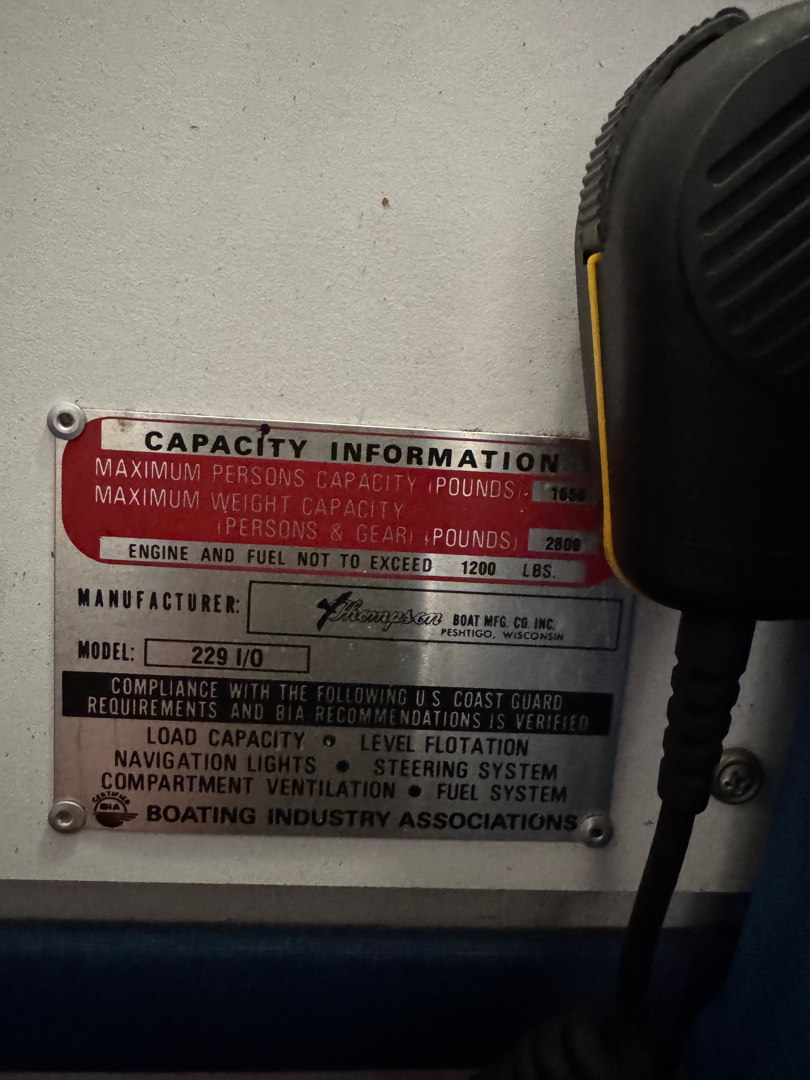 CAPACITY INFORMATION
MAXIMUM PERSONS CAPACITY (POUNDS)- 1650
MAXIMUM WEIGHT CAPACITY
(PERSONS & GEAR) (POUNDS) 2800
ENGINE AND FUEL NOT TO EXCEED 1200 LBS.
MANUFACTURER: Thompson BOAT MFG. CO. INC.
PESHTIGO, WISCONSIN
MODEL: 229 I/O
COMPLIANCE WITH THE FOLLOWING U S COAST GUARD
REQUIREMENTS AND BIA RECOMMENDATIONS IS VERIFIED
LOAD CAPACITY ● LEVEL FLOTATION
NAVIGATION LIGHTS ● STEERING SYSTEM
COMPARTMENT VENTILATION ● FUEL SYSTEM
CERTIFIED
BIA
BOATING INDUSTRY ASSOCIATIONS